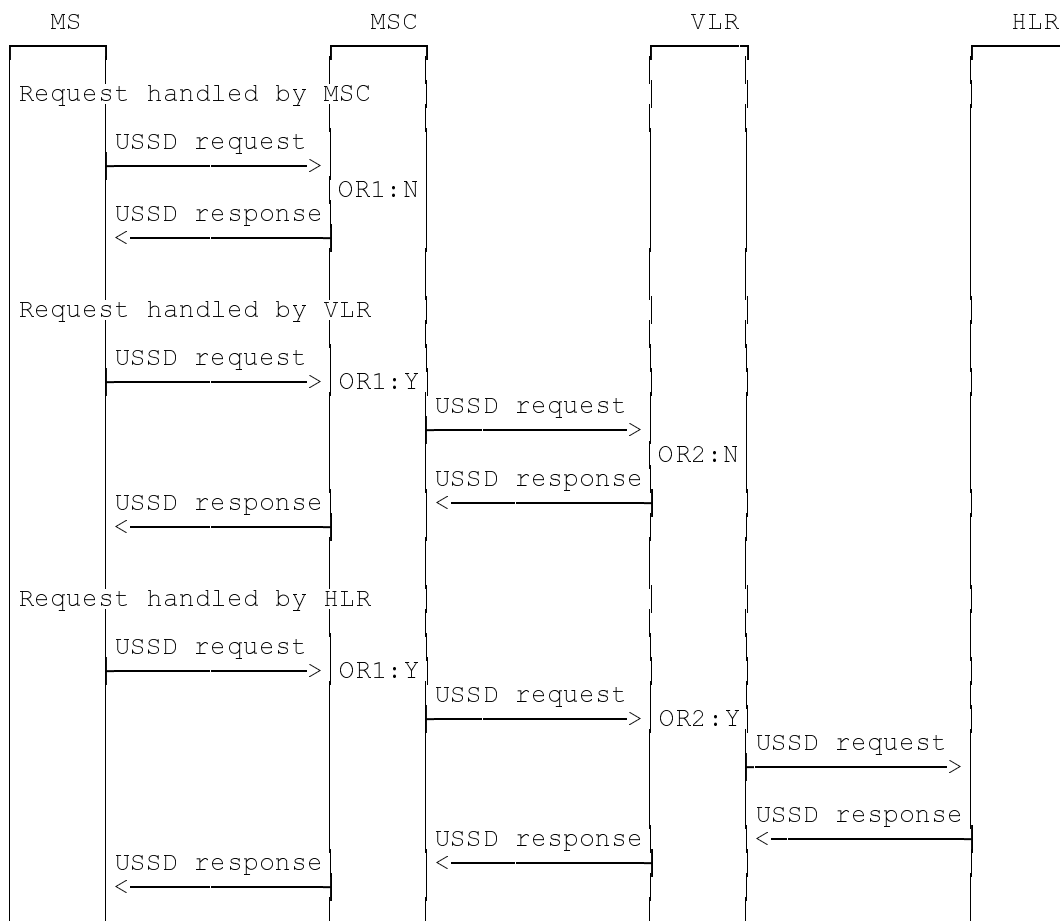 MS MSC VLR HLR
Request handled by MSC
USSD request
>
OR1:N
USSD response
<
Request handled by VLR
USSD request
> OR1:Y
USSD request
>
OR2:N
USSD response
<
USSD response
<
Request handled by HLR
USSD request
> OR1:Y
USSD request
> OR2:Y
USSD request
>
USSD response
<
USSD response
<
USSD response
<